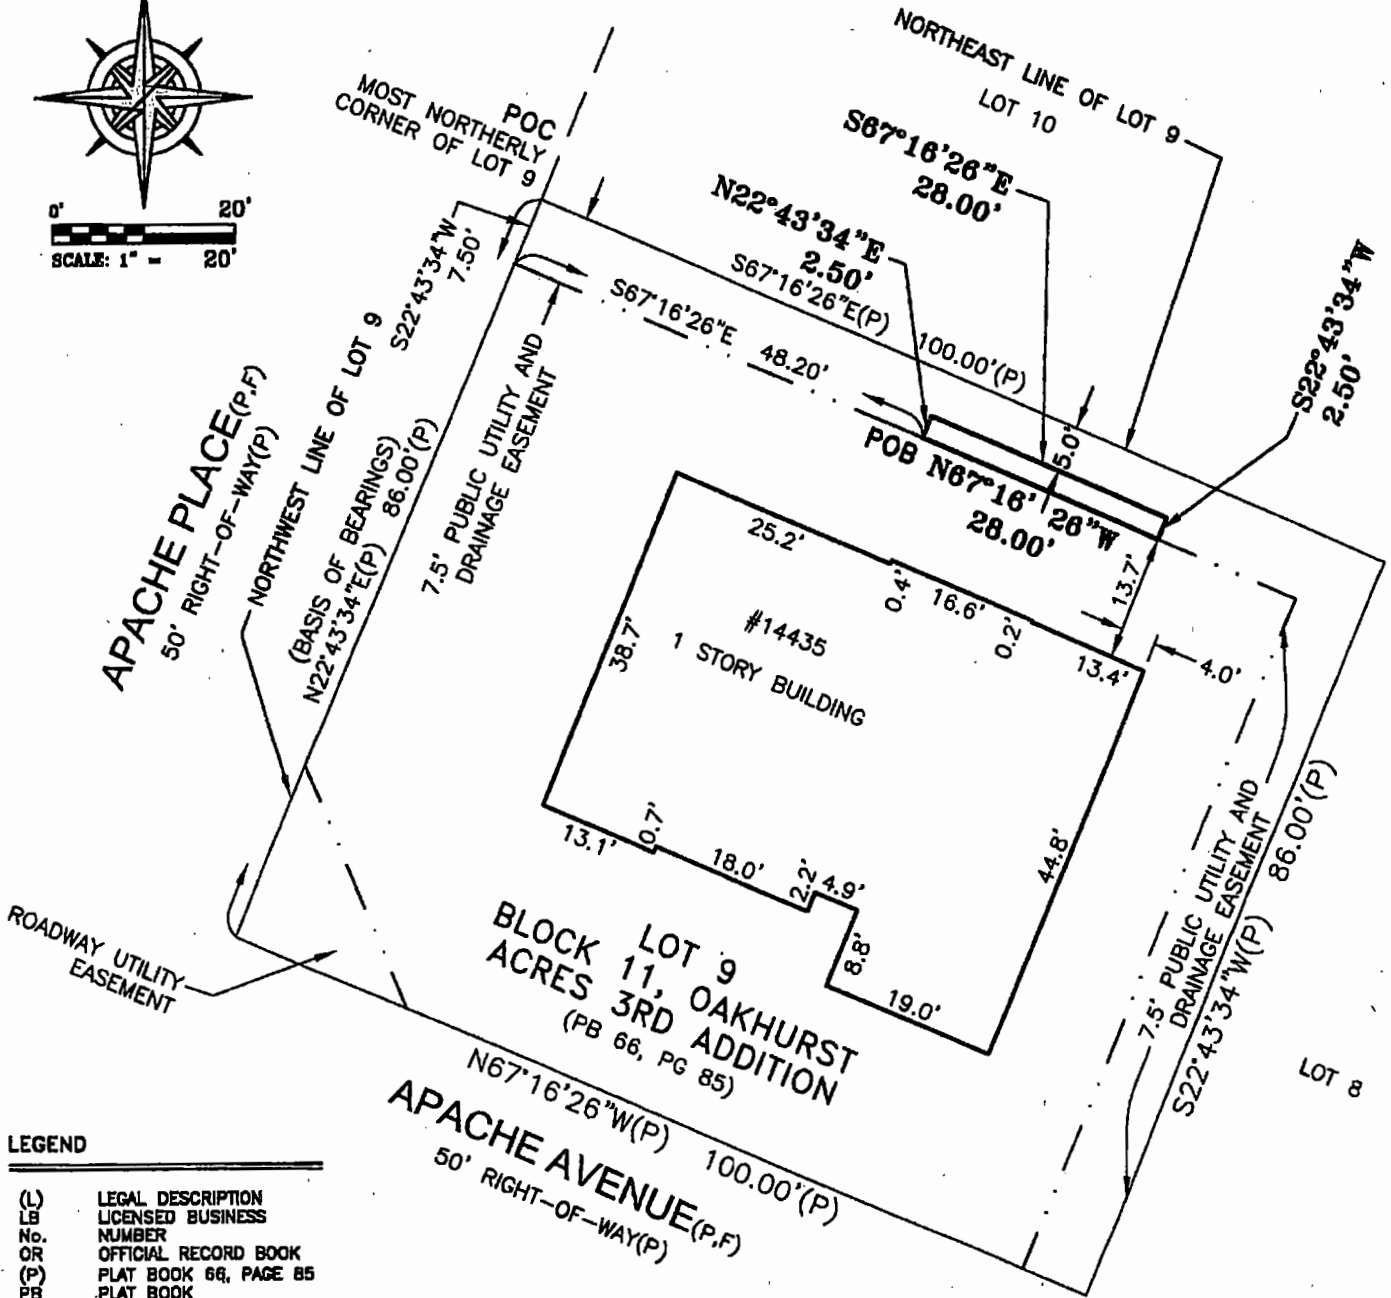 0' 20'
SCALE: 1" = 20'
POC
MOST NORTHERLY
CORNER OF LOT 9
NORTHEAST LINE OF LOT 9
LOT 10
S67°16'26"E
28.00'
N22°43'34"E
2.50'
S67°16'26"E(P)
100.00'(P)
S22°43'34"W
7.50'
S67°16'26"E
48.20'
S22°43'34"W
2.50'
5.0'
POB N67°16'26"W
28.00'
7.5' PUBLIC UTILITY AND
DRAINAGE EASEMENT
NORTHWEST LINE OF LOT 9
(BASIS OF BEARINGS)
N22°43'34"E(P) 86.00'(P)
APACHE PLACE(P,F)
50' RIGHT-OF-WAY(P)
25.2'
0.4'
16.6'
0.2'
13.4'
13.7'
4.0'
38.7'
#14435
1 STORY BUILDING
13.1'
0.7'
18.0'
2.2'
4.9'
8.8'
19.0'
44.8'
7.5' PUBLIC UTILITY AND
DRAINAGE EASEMENT
S22°43'34"W(P) 86.00'(P)
LOT 8
ROADWAY UTILITY
EASEMENT
LOT 9
BLOCK 11, OAKHURST
ACRES 3RD ADDITION
(PB 66, PG 85)
N67°16'26"W(P) 100.00'(P)
APACHE AVENUE(P,F)
50' RIGHT-OF-WAY(P)
LEGEND
(L) LEGAL DESCRIPTION
LB LICENSED BUSINESS
No. NUMBER
OR OFFICIAL RECORD BOOK
(P) PLAT BOOK 66, PAGE 85
PB PLAT BOOK